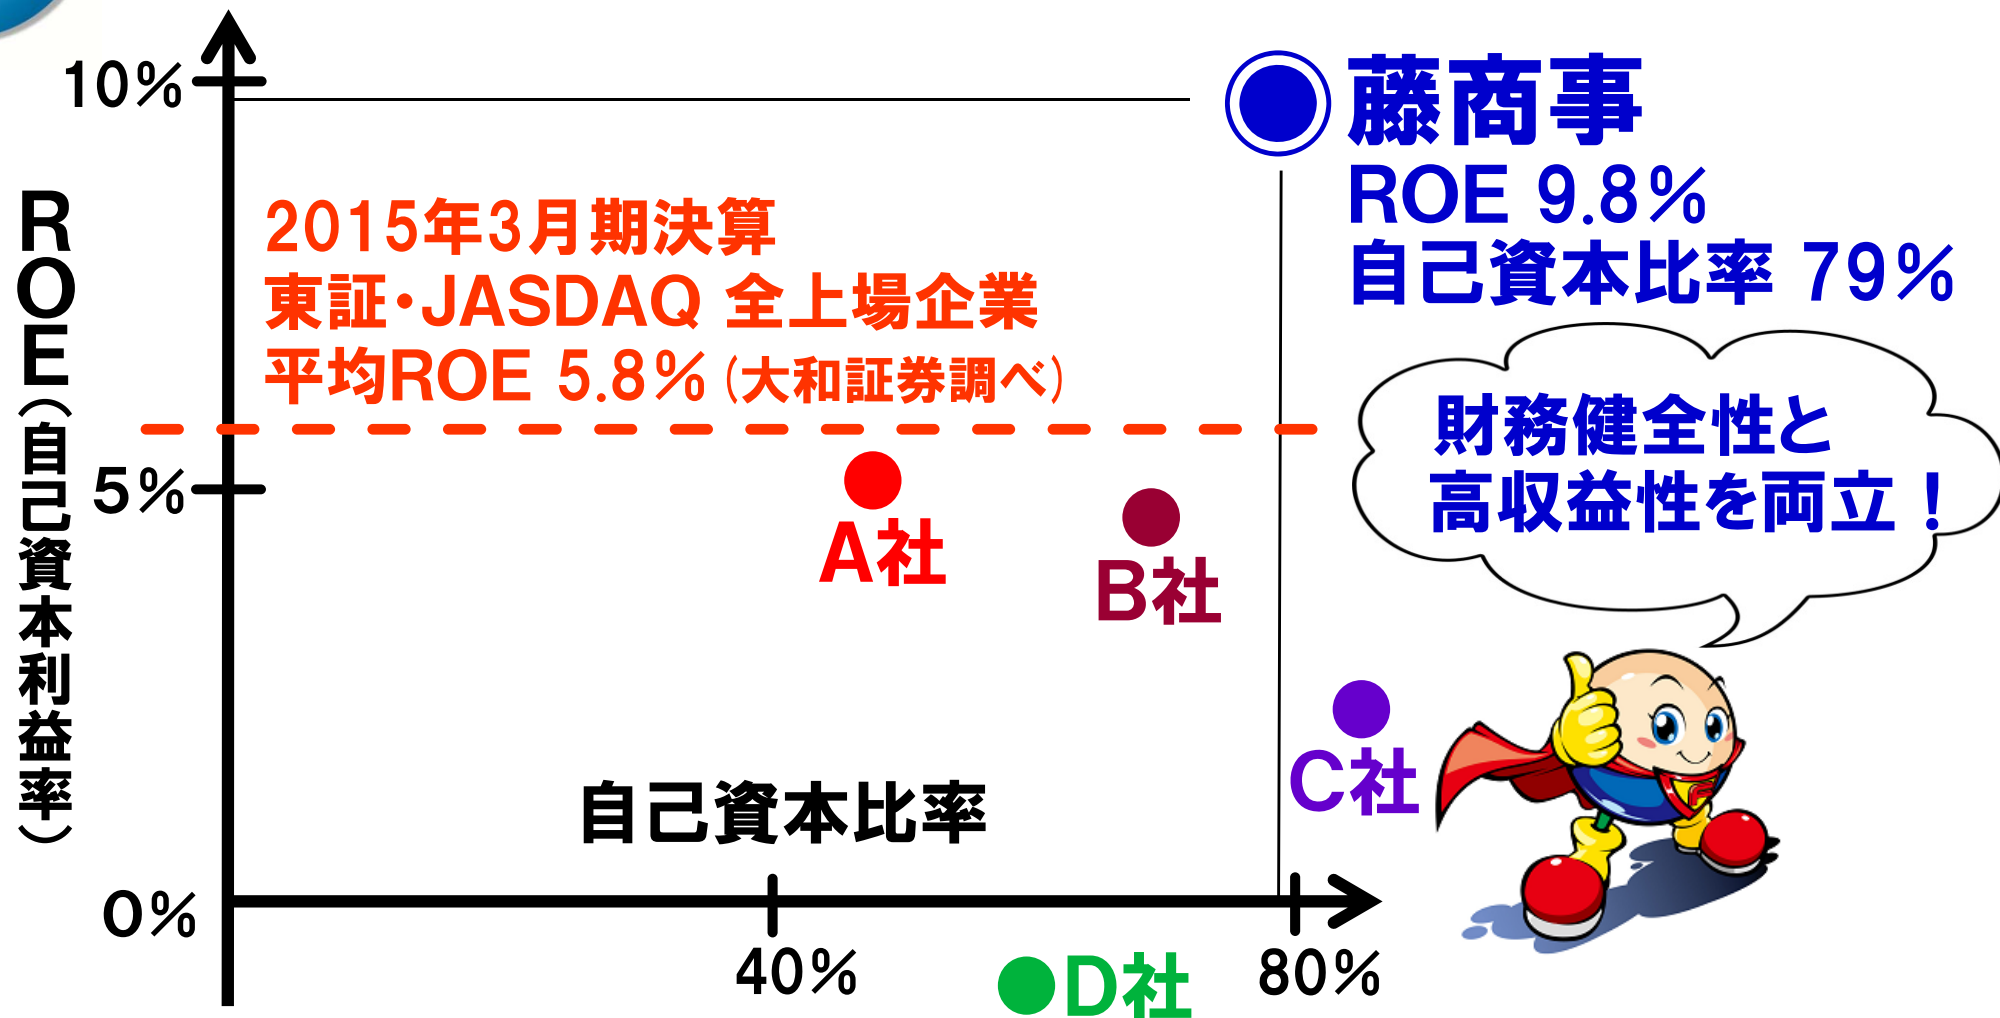 10%
藤商事
ROE 9.8%
自己資本比率 79%
ROE(自己資本利益率)
2015年3月期決算
東証・JASDAQ 全上場企業
平均ROE 5.8%(大和証券調べ)
財務健全性と
高収益性を両立!
5%
A社
B社
C社
自己資本比率
0%
40%
D社
80%
F